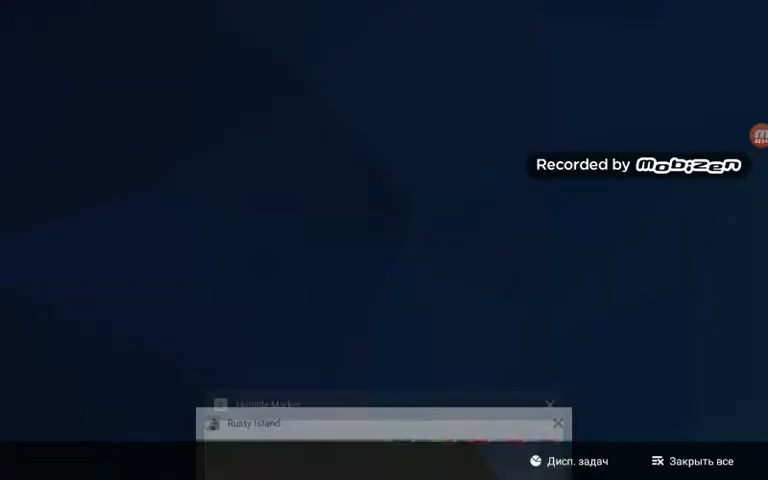 Recorded by mobizen
Rusty Island
Дисп. задач
Закрыть все